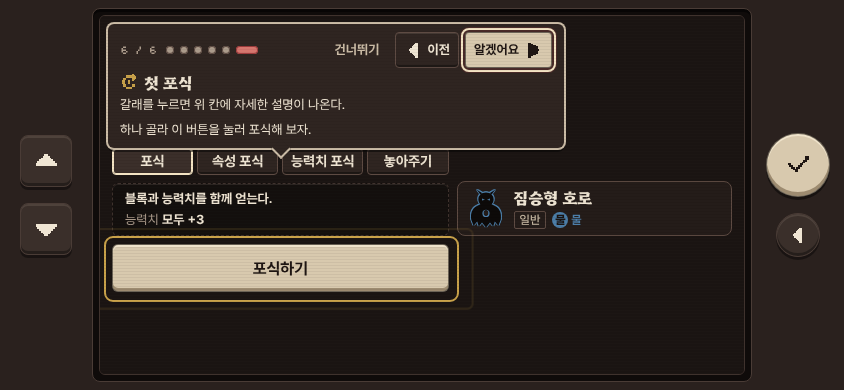 6 / 6
건너뛰기
이전
알겠어요
첫 포식
갈래를 누르면 위 칸에 자세한 설명이 나온다.
하나 골라 이 버튼을 눌러 포식해 보자.
포식
속성 포식
능력치 포식
놓아주기
블록과 능력치를 함께 얻는다.
능력치 모두 +3
짐승형 호로
일반
물 물
포식하기